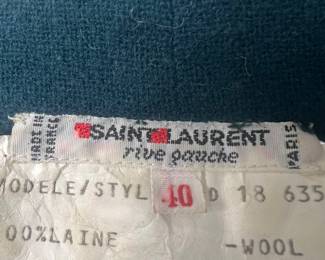 MADE IN
FRANCE
SAINT LAURENT
rive gauche
PARIS
MODELE/STYL 40 D 18 635
00%LAINE -WOOL